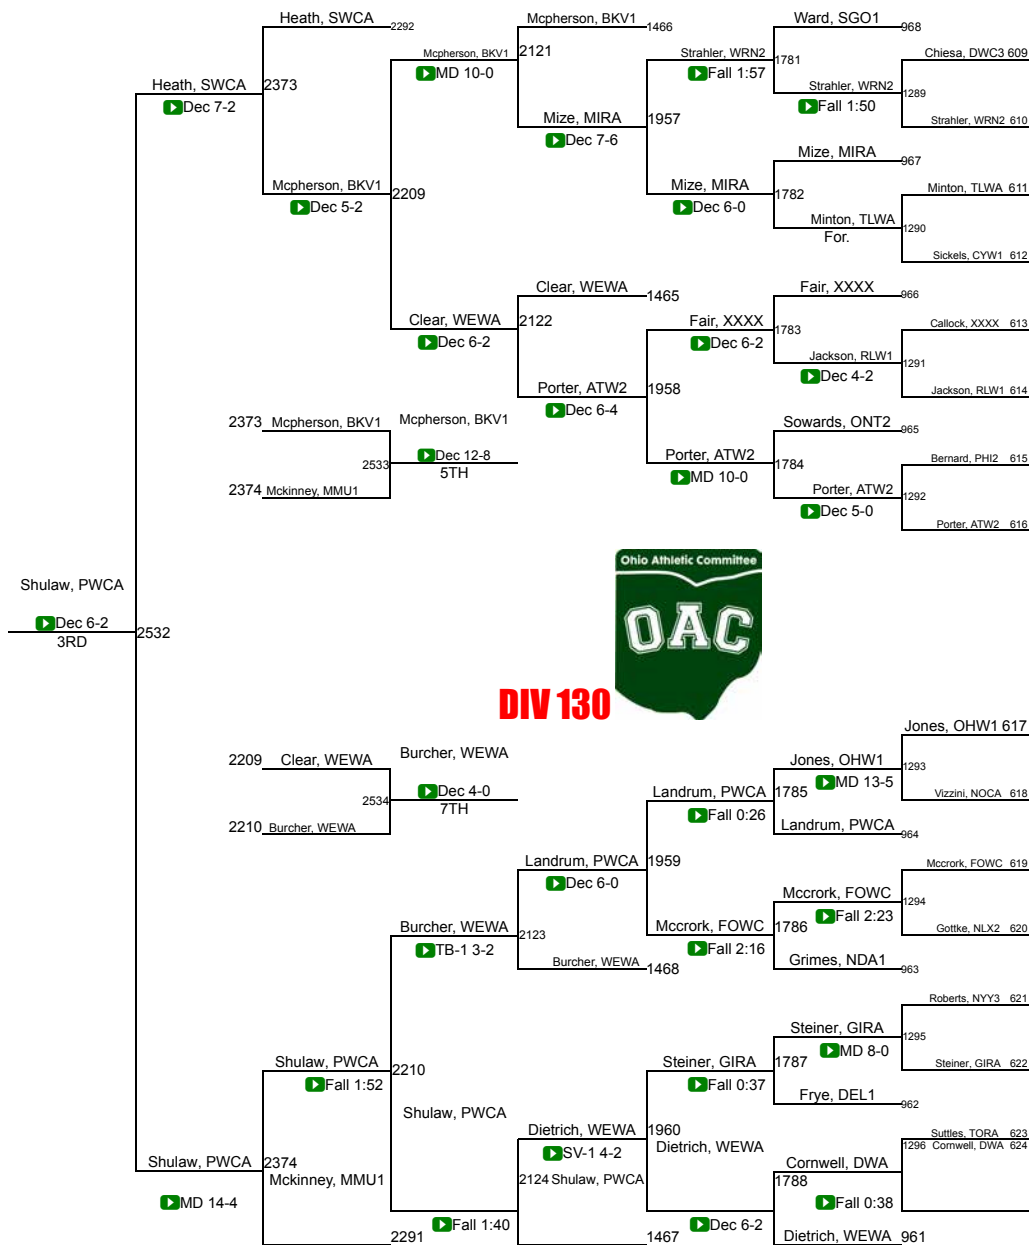 Heath, SWCA
2292
Mcpherson, BKV1
1466
Ward, SGO1
968
Mcpherson, BKV1
2121
Strahler, WRN2
1781
Chiesa, DWC3 609
MD 10-0
Fall 1:57
Heath, SWCA
2373
Strahler, WRN2
1289
Dec 7-2
Fall 1:50
Mize, MIRA
1957
Strahler, WRN2 610
Dec 7-6
Mize, MIRA
967
Mcpherson, BKV1
2209
Mize, MIRA
1782
Minton, TLWA 611
Dec 5-2
Dec 6-0
Minton, TLWA
1290
For.
Sickels, CYW1 612
Clear, WEWA
1465
Fair, XXXX
966
Clear, WEWA
2122
Fair, XXXX
1783
Callock, XXXX 613
Dec 6-2
Dec 6-2
Jackson, RLW1
1291
Dec 4-2
Porter, ATW2
1958
Jackson, RLW1 614
Dec 6-4
2373 Mcpherson, BKV1
Mcpherson, BKV1
Sowards, ONT2
965
2533
Dec 12-8
5TH
Porter, ATW2
1784
Bernard, PHI2 615
MD 10-0
2374 Mckinney, MMU1
Porter, ATW2
1292
Dec 5-0
Porter, ATW2 616
Ohio Athletic Committee
OAC
Shulaw, PWCA
Dec 6-2
3RD
2532
DIV 130
Jones, OHW1 617
2209 Clear, WEWA
Burcher, WEWA
Jones, OHW1
1293
MD 13-5
2534
Dec 4-0
7TH
Landrum, PWCA
1785
Vizzini, NOCA 618
Fall 0:26
2210 Burcher, WEWA
Landrum, PWCA
964
Landrum, PWCA
1959
Mccrork, FOWC 619
Dec 6-0
Mccrork, FOWC
1294
Fall 2:23
Burcher, WEWA
2123
Mccrork, FOWC
1786
Gottke, NLX2 620
TB-1 3-2
Fall 2:16
Burcher, WEWA
1468
Grimes, NDA1
963
Roberts, NYY3 621
Steiner, GIRA
1295
MD 8-0
Shulaw, PWCA
2210
Steiner, GIRA
1787
Steiner, GIRA 622
Fall 1:52
Fall 0:37
Frye, DEL1
962
Shulaw, PWCA
Dietrich, WEWA
1960
Suttles, TORA 623
SV-1 4-2
Dietrich, WEWA
1296 Cornwell, DWA 624
Shulaw, PWCA
2374
Cornwell, DWA
Mckinney, MMU1
2124 Shulaw, PWCA
1788
MD 14-4
Fall 0:38
Fall 1:40
Dec 6-2
2291
1467
Dietrich, WEWA
961